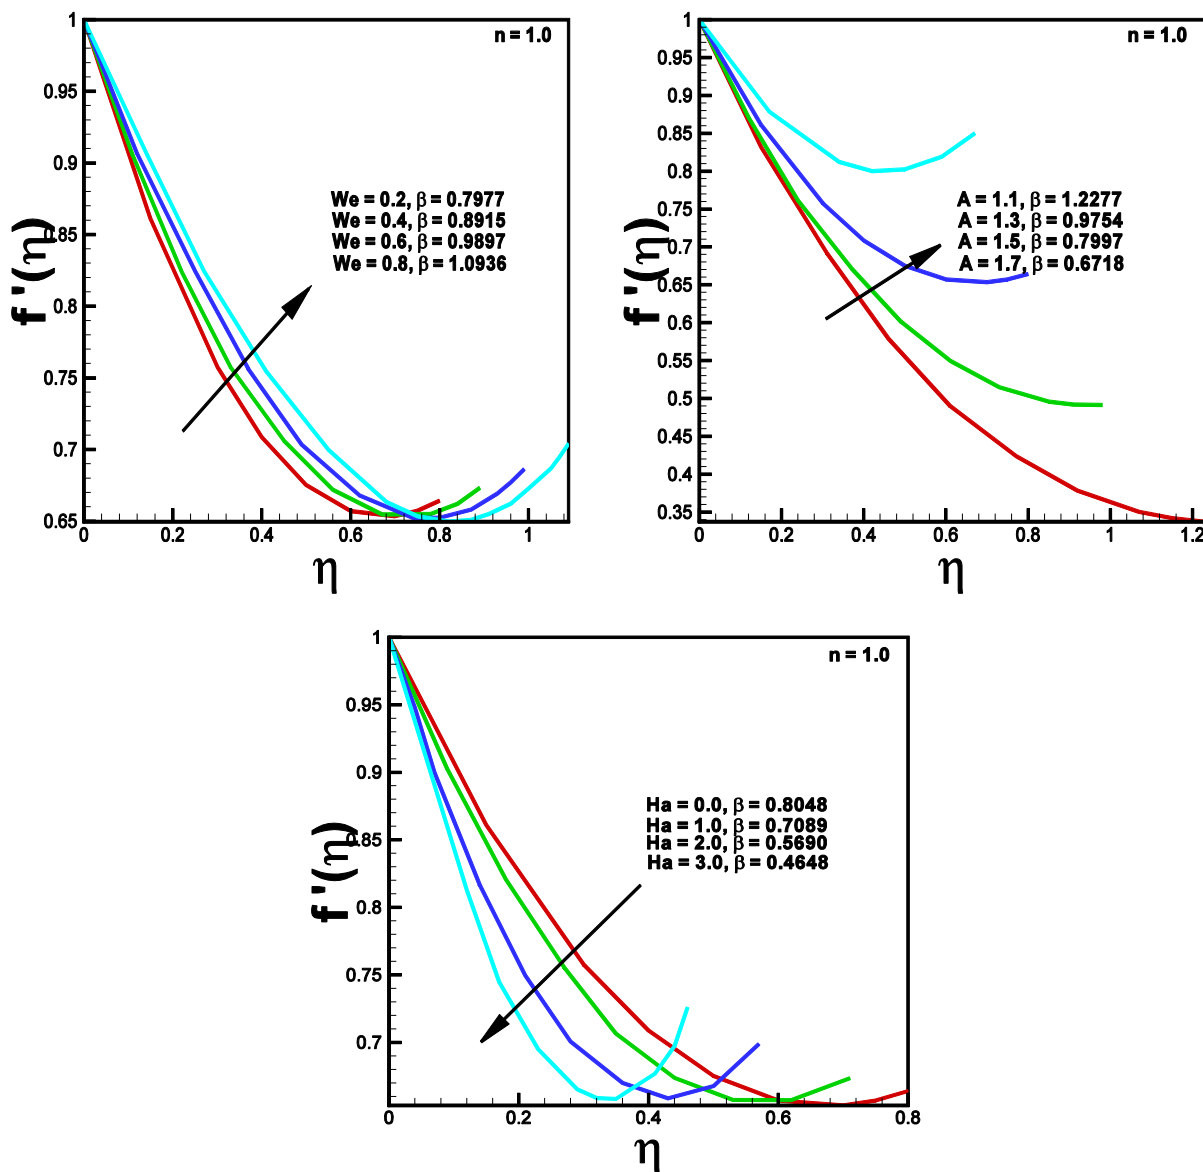 n = 1.0
We = 0.2, β = 0.7977
We = 0.4, β = 0.8915
We = 0.6, β = 0.9897
We = 0.8, β = 1.0936
f '(η)
1
0.95
0.9
0.85
0.8
0.75
0.7
0.65
0 0.2 0.4 0.6 0.8 1
η
n = 1.0
A = 1.1, β = 1.2277
A = 1.3, β = 0.9754
A = 1.5, β = 0.7997
A = 1.7, β = 0.6718
f '(η)
1
0.95
0.9
0.85
0.8
0.75
0.7
0.65
0.6
0.55
0.5
0.45
0.4
0.35
0 0.2 0.4 0.6 0.8 1 1.2
η
n = 1.0
Ha = 0.0, β = 0.8048
Ha = 1.0, β = 0.7089
Ha = 2.0, β = 0.5690
Ha = 3.0, β = 0.4648
f '(η)
1
0.95
0.9
0.85
0.8
0.75
0.7
0 0.2 0.4 0.6 0.8
η